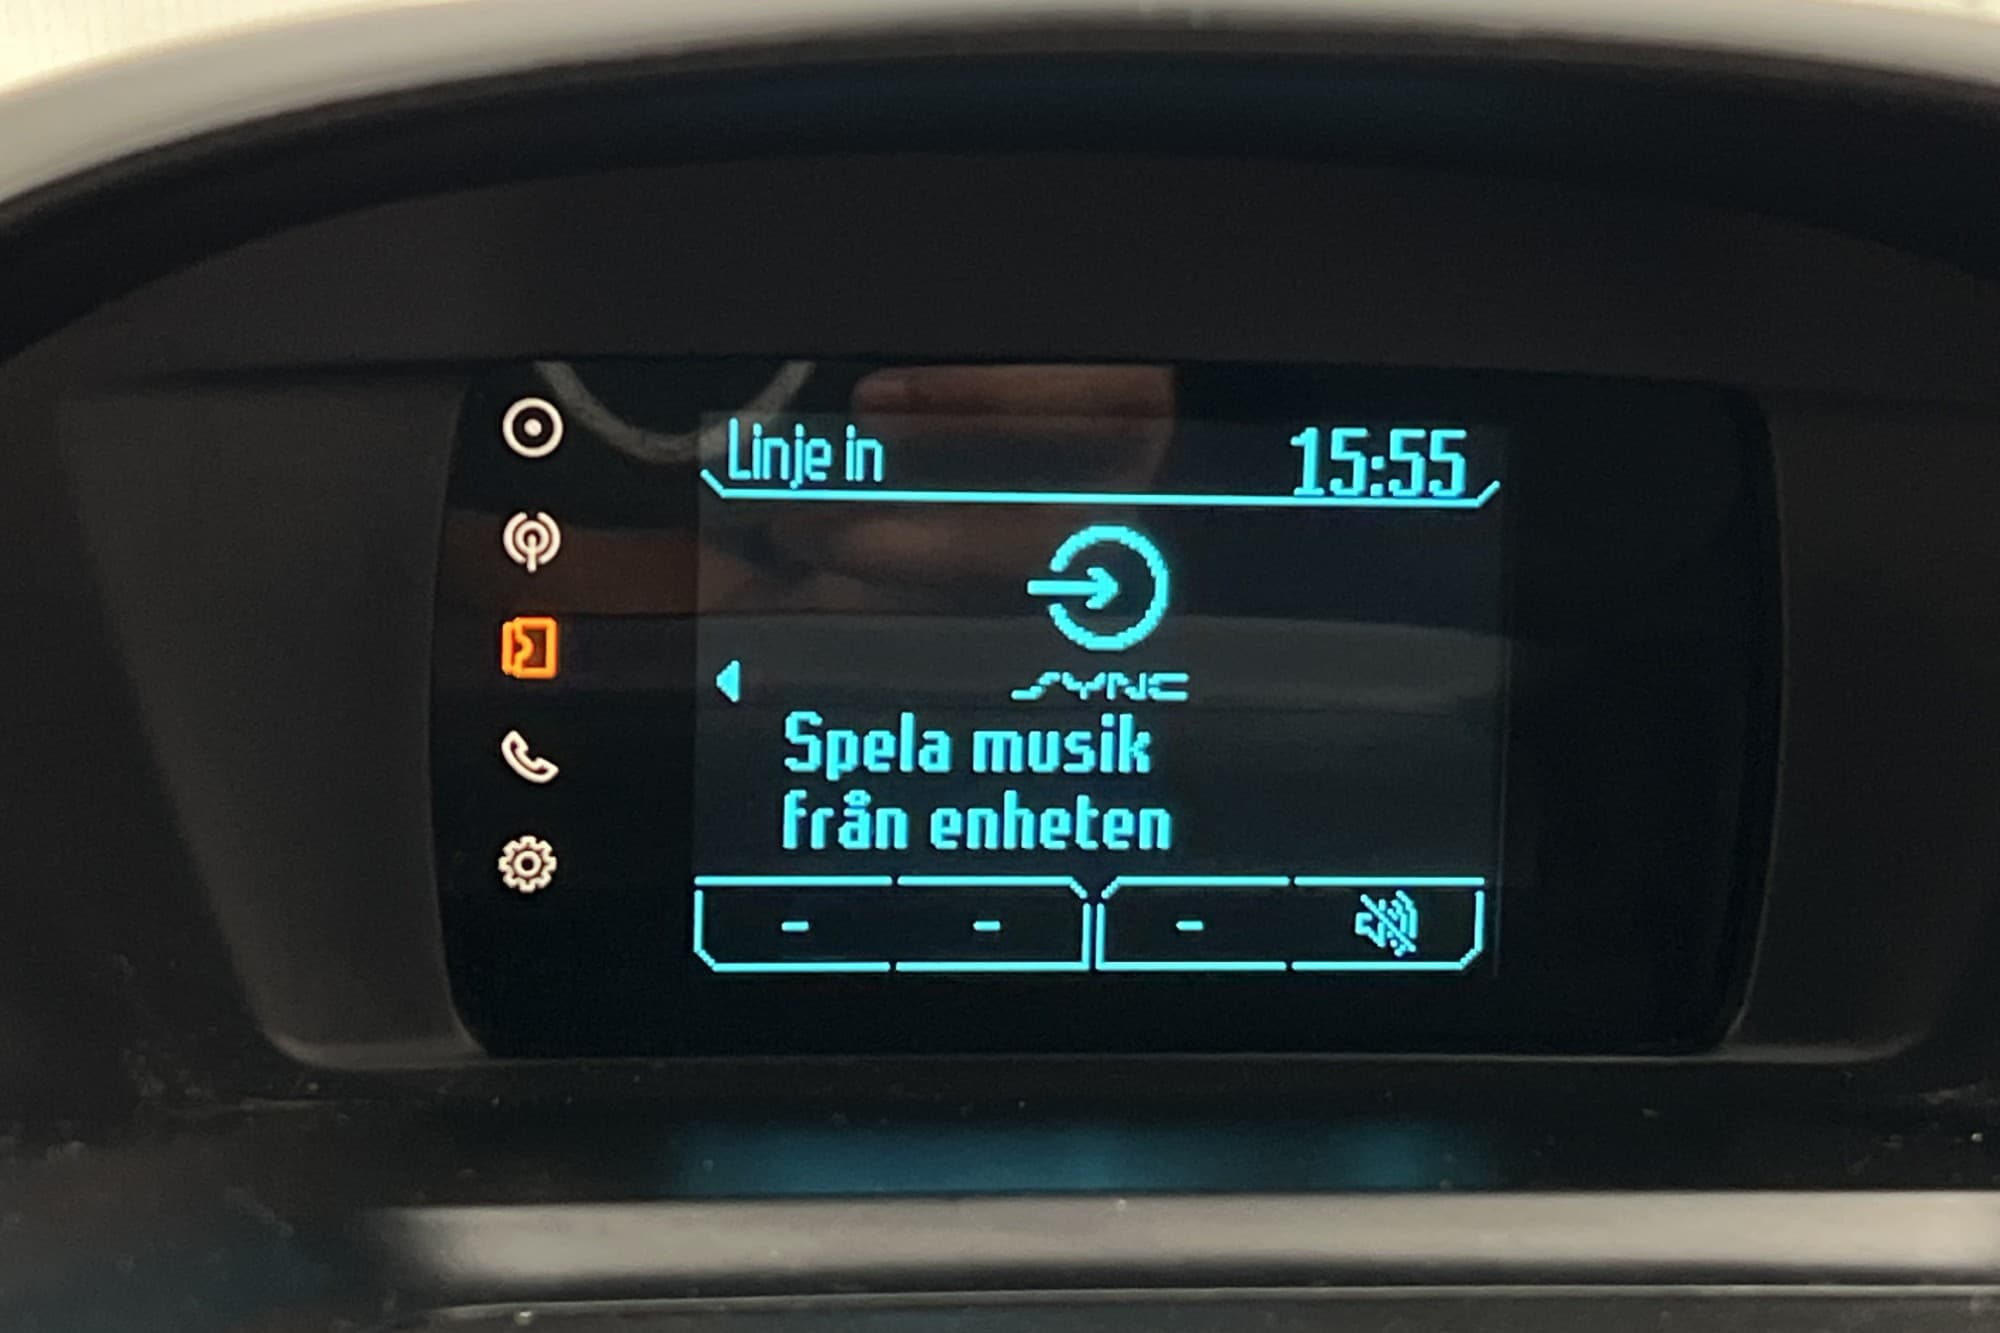 Linje in
15:55
SYNC
Spela musik
från enheten